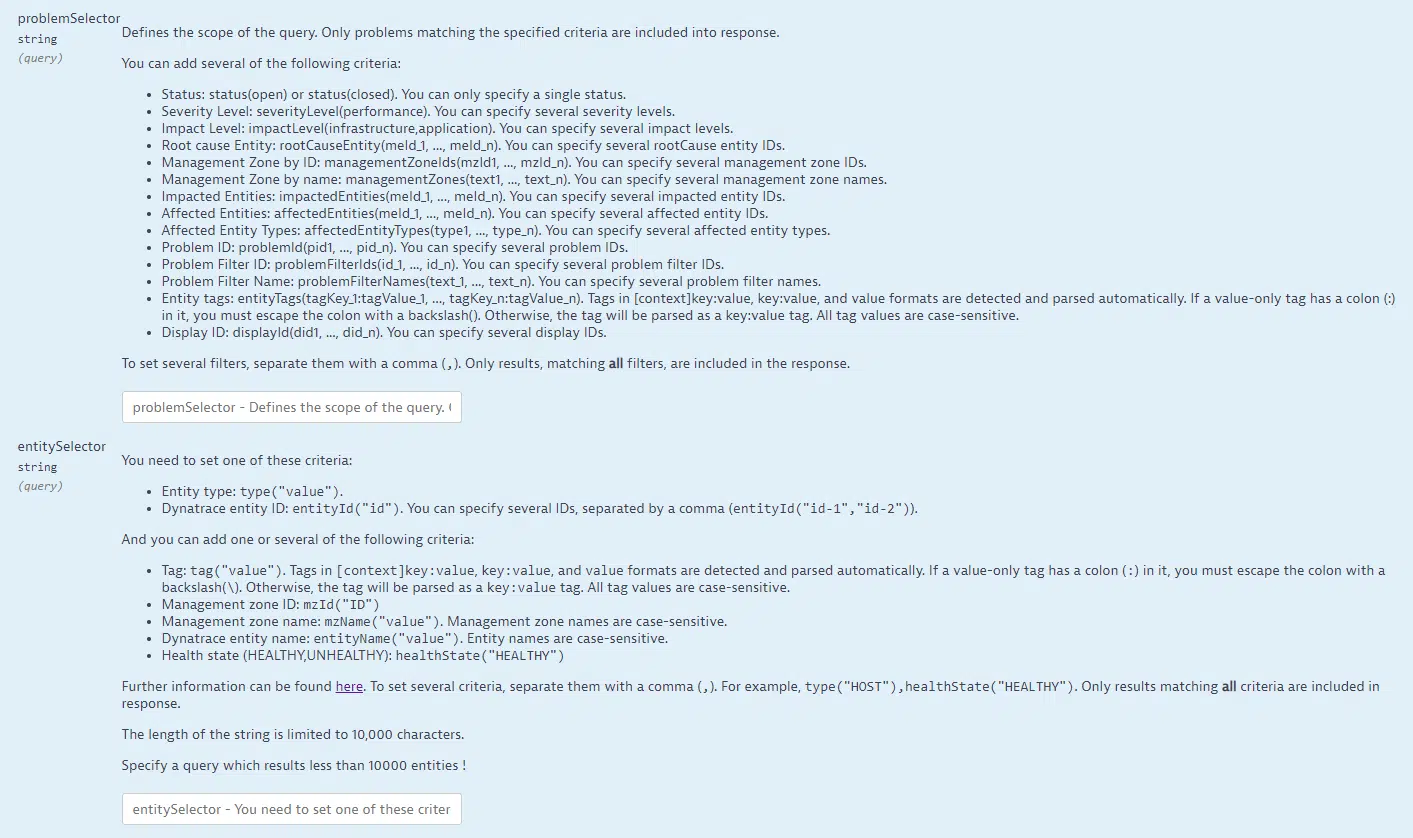 problemSelector
string
(query)
Defines the scope of the query. Only problems matching the specified criteria are included into response.
You can add several of the following criteria:
• Status: status(open) or status(closed). You can only specify a single status.
• Severity Level: severityLevel(performance). You can specify several severity levels.
• Impact Level: impactLevel(infrastructure,application). You can specify several impact levels.
• Root cause Entity: rootCauseEntity(meId_1, ..., meId_n). You can specify several rootCause entity IDs.
• Management Zone by ID: managementZoneIds(mzId1, ..., mzId_n). You can specify several management zone IDs.
• Management Zone by name: managementZones(text1, ..., text_n). You can specify several management zone names.
• Impacted Entities: impactedEntities(meId_1, ..., meId_n). You can specify several impacted entity IDs.
• Affected Entities: affectedEntities(meId_1, ..., meId_n). You can specify several affected entity IDs.
• Affected Entity Types: affectedEntityTypes(type1, ..., type_n). You can specify several affected entity types.
• Problem ID: problemId(pid1, ..., pid_n). You can specify several problem IDs.
• Problem Filter ID: problemFilterIds(id_1, ..., id_n). You can specify several problem filter IDs.
• Problem Filter Name: problemFilterNames(text_1, ..., text_n). You can specify several problem filter names.
• Entity tags: entityTags(tagKey_1:tagValue_1, ..., tagKey_n:tagValue_n). Tags in [context]key:value, key:value, and value formats are detected and parsed automatically. If a value-only tag has a colon (:)
in it, you must escape the colon with a backslash(). Otherwise, the tag will be parsed as a key:value tag. All tag values are case-sensitive.
• Display ID: displayId(did1, ..., did_n). You can specify several display IDs.
To set several filters, separate them with a comma (,). Only results, matching all filters, are included in the response.
problemSelector - Defines the scope of the query.
entitySelector
string
(query)
You need to set one of these criteria:
• Entity type: type("value").
• Dynatrace entity ID: entityId("id"). You can specify several IDs, separated by a comma (entityId("id-1","id-2")).
And you can add one or several of the following criteria:
• Tag: tag("value"). Tags in [context]key:value, key:value, and value formats are detected and parsed automatically. If a value-only tag has a colon (:) in it, you must escape the colon with a
backslash(\). Otherwise, the tag will be parsed as a key:value tag. All tag values are case-sensitive.
• Management zone ID: mzId("ID")
• Management zone name: mzName("value"). Management zone names are case-sensitive.
• Dynatrace entity name: entityName("value"). Entity names are case-sensitive.
• Health state (HEALTHY,UNHEALTHY): healthState("HEALTHY")
Further information can be found here. To set several criteria, separate them with a comma (,). For example, type("HOST"),healthState("HEALTHY"). Only results matching all criteria are included in
response.
The length of the string is limited to 10,000 characters.
Specify a query which results less than 10000 entities !
entitySelector - You need to set one of these criter